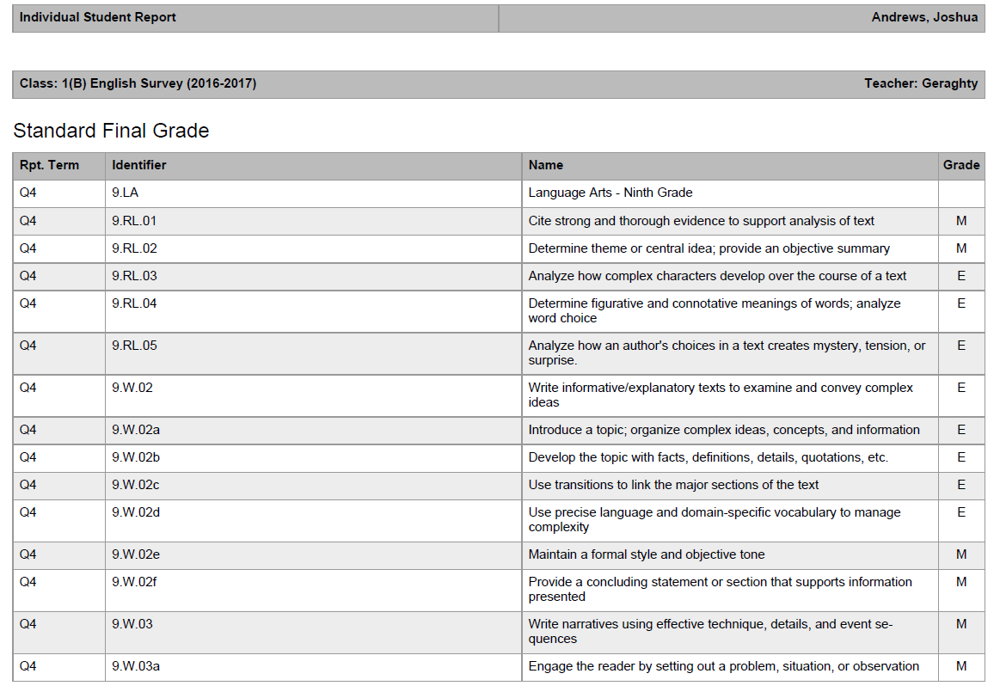 Individual Student Report Andrews, Joshua
Class: 1(B) English Survey (2016-2017) Teacher: Geraghty
Standard Final Grade
Rpt. Term Identifier Name Grade
Q4 9.LA Language Arts - Ninth Grade
Q4 9.RL.01 Cite strong and thorough evidence to support analysis of text M
Q4 9.RL.02 Determine theme or central idea; provide an objective summary M
Q4 9.RL.03 Analyze how complex characters develop over the course of a text E
Q4 9.RL.04 Determine figurative and connotative meanings of words; analyze E
word choice
Q4 9.RL.05 Analyze how an author's choices in a text creates mystery, tension, or E
surprise.
Q4 9.W.02 Write informative/explanatory texts to examine and convey complex E
ideas
Q4 9.W.02a Introduce a topic; organize complex ideas, concepts, and information E
Q4 9.W.02b Develop the topic with facts, definitions, details, quotations, etc. E
Q4 9.W.02c Use transitions to link the major sections of the text E
Q4 9.W.02d Use precise language and domain-specific vocabulary to manage E
complexity
Q4 9.W.02e Maintain a formal style and objective tone M
Q4 9.W.02f Provide a concluding statement or section that supports information M
presented
Q4 9.W.03 Write narratives using effective technique, details, and event se- M
quences
Q4 9.W.03a Engage the reader by setting out a problem, situation, or observation M